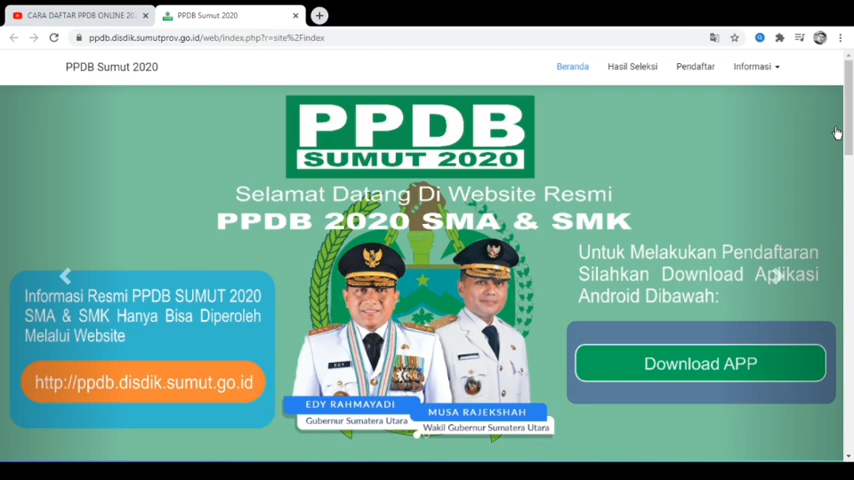 CARA DAFTAR PPDB ONLINE 202
PPDB Sumut 2020
ppdb.disdik.sumutprov.go.id/web/index.php?r=site%2Findex
PPDB Sumut 2020
Beranda
Hasil Seleksi
Pendaftar
Informasi
PPDB
SUMUT 2020
Selamat Datang Di Website Resmi
PPDB 2020 SMA & SMK
Informasi Resmi PPDB SUMUT 2020
SMA & SMK Hanya Bisa Diperoleh
Melalui Website
http://ppdb.disdik.sumut.go.id
Untuk Melakukan Pendaftaran
Silahkan Download Aplikasi
Android Dibawah:
Download APP
EDY
EDY RAHMAYADI
Gubernur Sumatera Utara
MUSA RAJEKSHAH
Wakil Gubernur Sumatera Utara